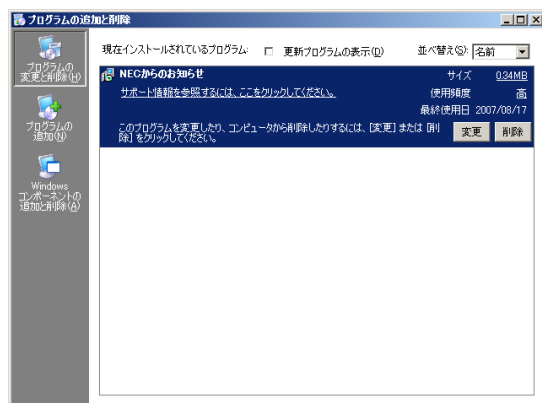 プログラムの追加と削除
現在インストールされているプログラム:
更新プログラムの表示(D)
並べ替え(S):
名前
プログラムの
変更と削除(H)
プログラムの
追加(N)
Windows
コンポーネントの
追加と削除(A)
NECからのお知らせ
サイズ 0.34MB
サポート情報を参照するには、ここをクリックしてください。
使用頻度 高
最終使用日 2007/08/17
このプログラムを変更したり、コンピュータから削除したりするには、[変更] または [削
除] をクリックしてください。
変更
削除